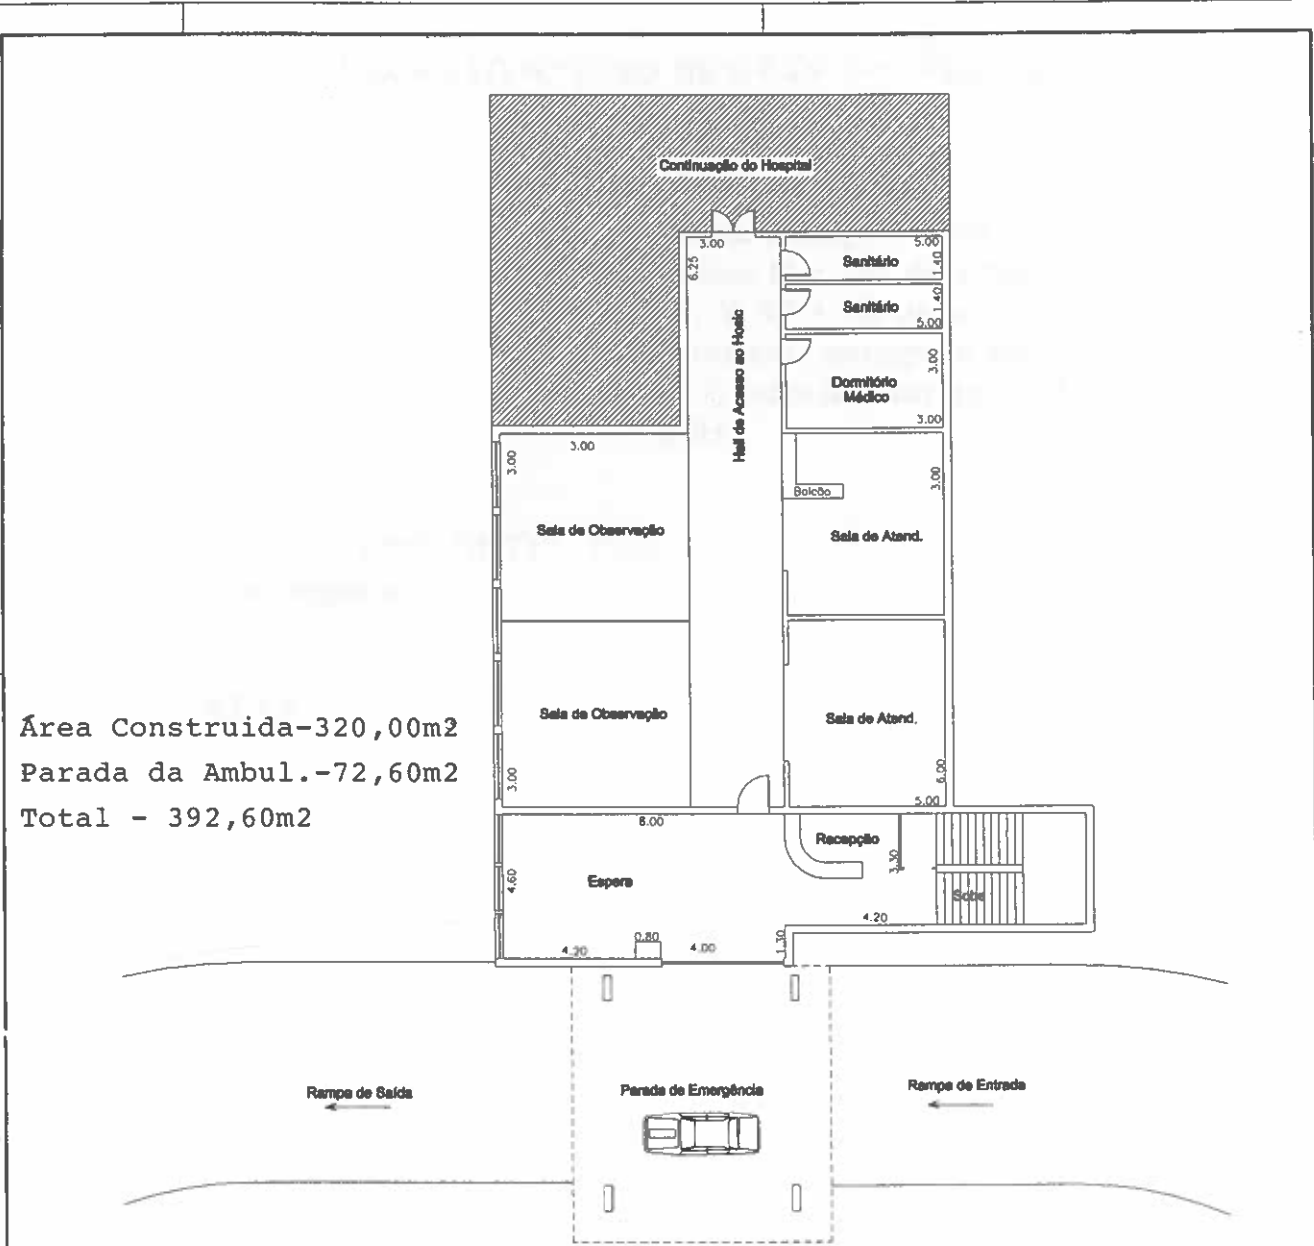 Continuação do Hospital
3.00
5.00
6.25
Sanitário
1.40
Sanitário
1.40
5.00
Hall de Acesso ao Hosic
3.00
Dormitório
Médico
3.00
3.00
3.00
3.00
Balcão
Sala de Observação
Sala de Atend.
Sala de Observação
Sala de Atend.
Área Construida-320,00m2
Parada da Ambul.-72,60m2
Total - 392,60m2
3.00
6.00
5.00
8.00
Recepção
3.30
4.60
Espera
Sobe
4.20
4.20
0.80
4.00
1.30
Rampa de Saída
Parada de Emergência
Rampa de Entrada